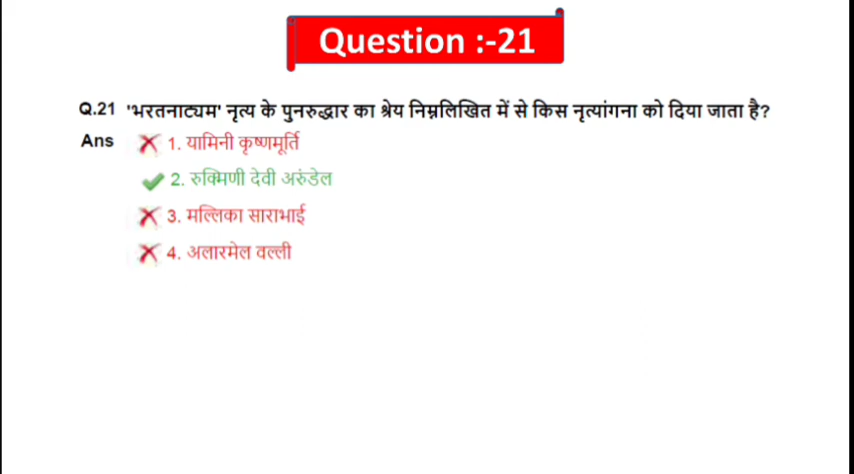 Question :-21
Q.21 'भरतनाट्यम' नृत्य के पुनरुद्धार का श्रेय निम्नलिखित में से किस नृत्यांगना को दिया जाता है?
Ans 1. यामिनी कृष्णमूर्ति
2. रुक्मिणी देवी अरुंडेल
3. मल्लिका साराभाई
4. अलारमेल वल्ली